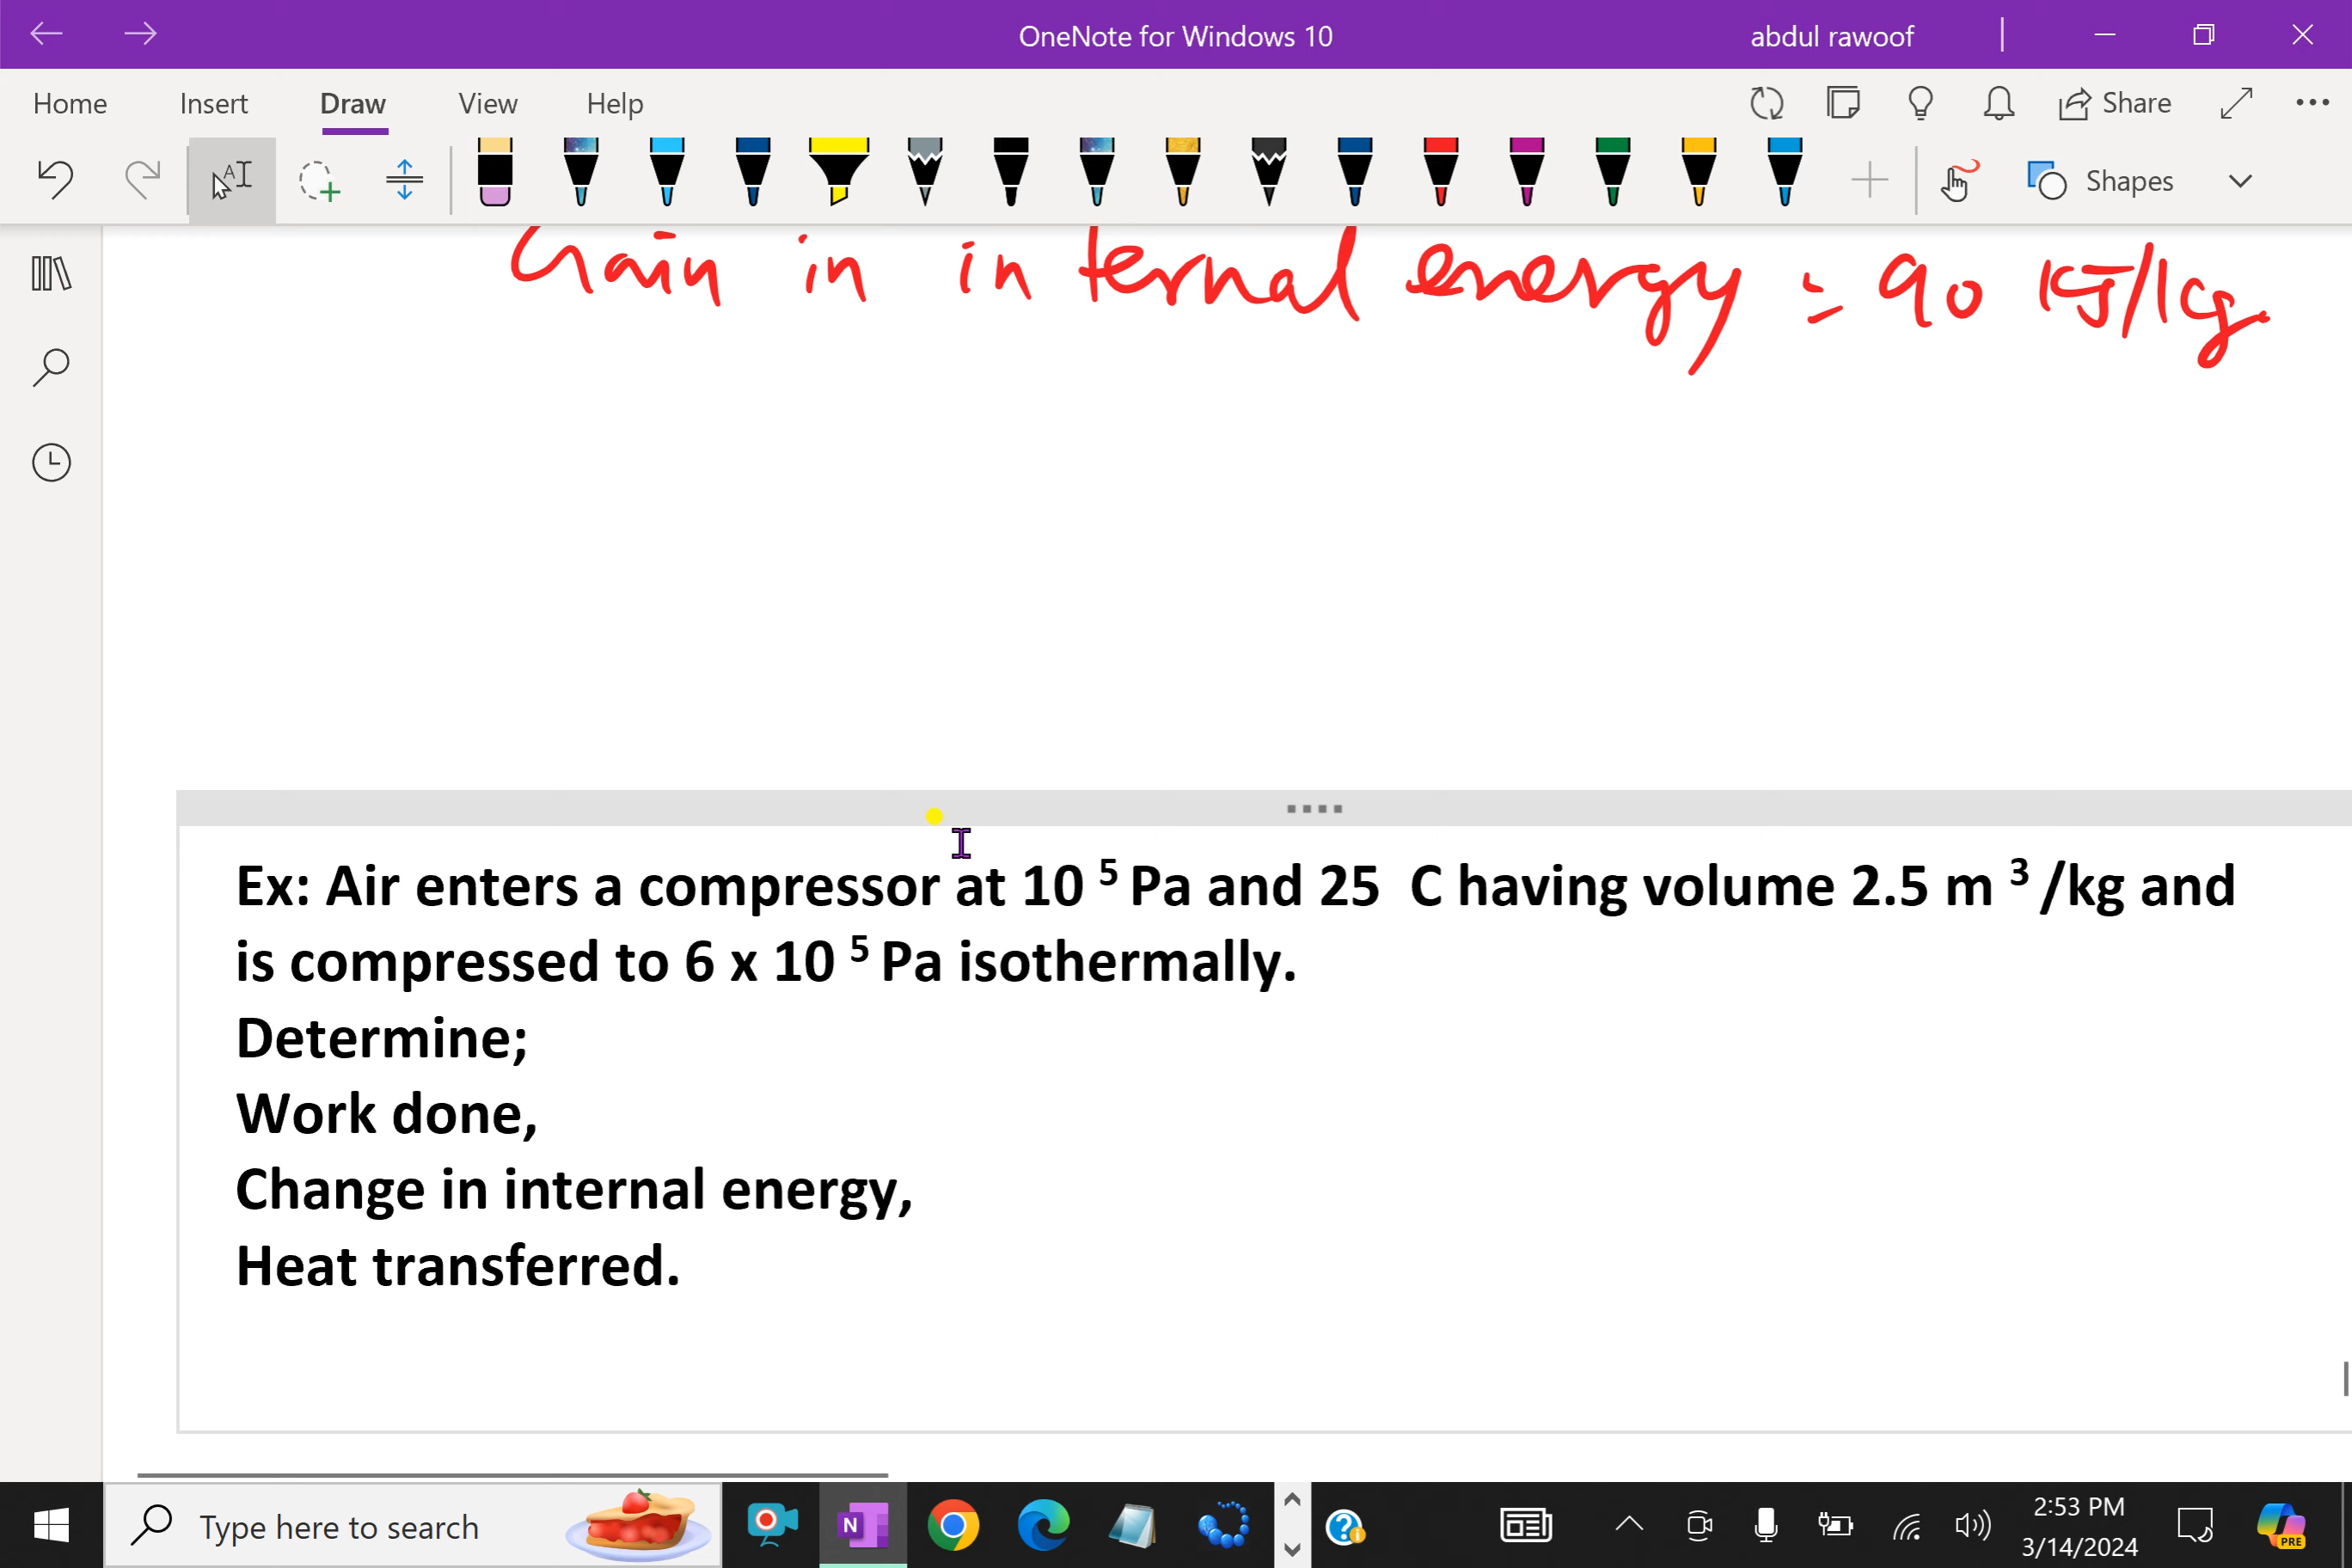 OneNote for Windows 10
abdul rawoof
Home Insert Draw View Help
Share
Shapes
Gain in internal energy = 90 KJ/kg
Ex: Air enters a compressor at 10 ⁵ Pa and 25 C having volume 2.5 m ³ /kg and
is compressed to 6 x 10 ⁵ Pa isothermally.
Determine;
Work done,
Change in internal energy,
Heat transferred.
Type here to search
N
2:53 PM
3/14/2024
PRE